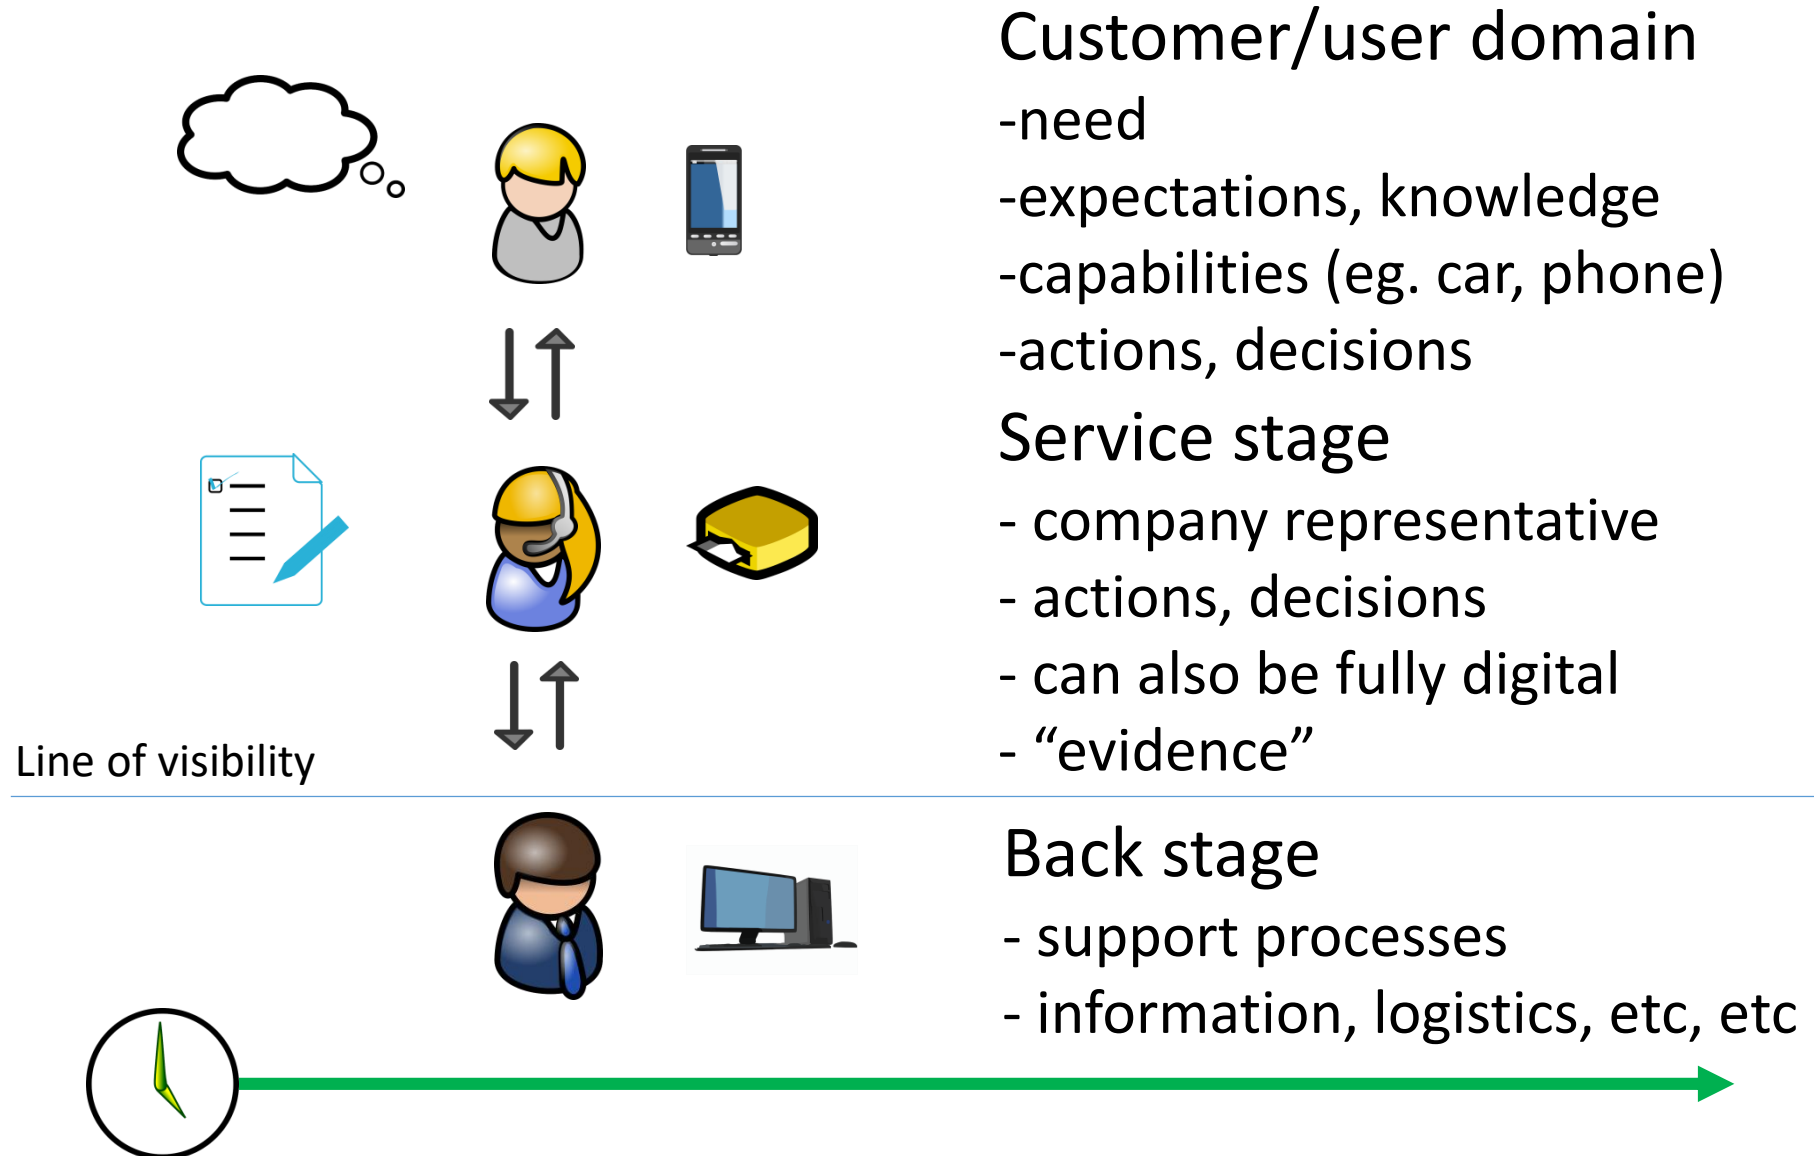 Customer/user domain
-need
-expectations, knowledge
-capabilities (eg. car, phone)
-actions, decisions
Service stage
- company representative
- actions, decisions
- can also be fully digital
- “evidence”
Line of visibility
Back stage
- support processes
- information, logistics, etc, etc